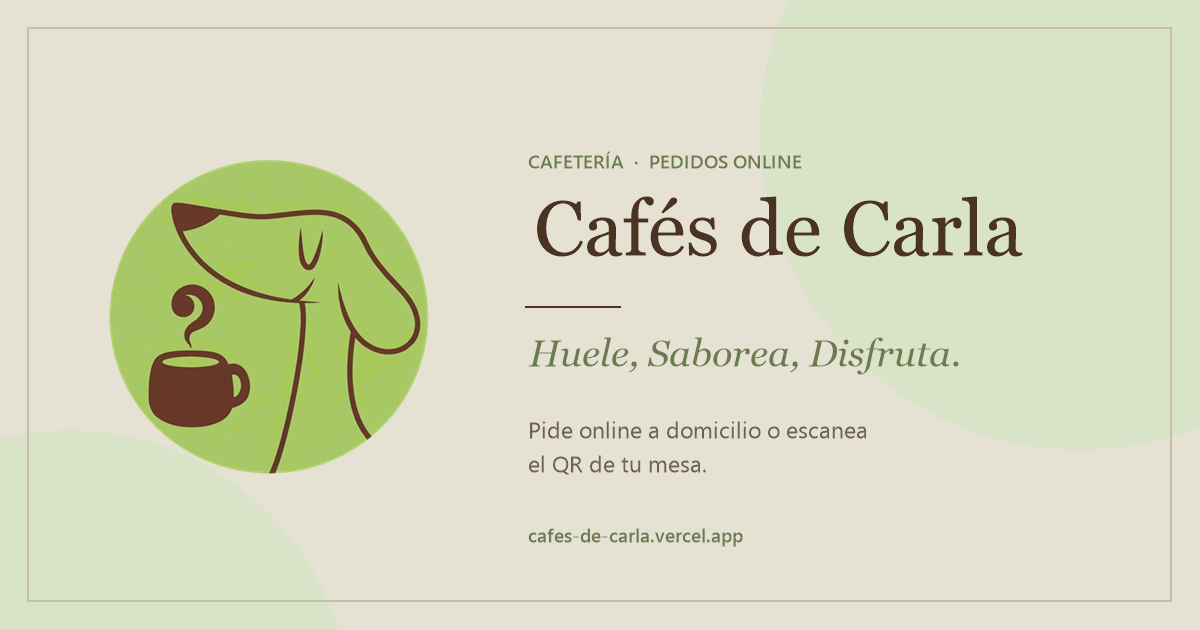 CAFETERÍA · PEDIDOS ONLINE
Cafés de Carla
Huele, Saborea, Disfruta.
Pide online a domicilio o escanea
el QR de tu mesa.
cafes-de-carla.vercel.app